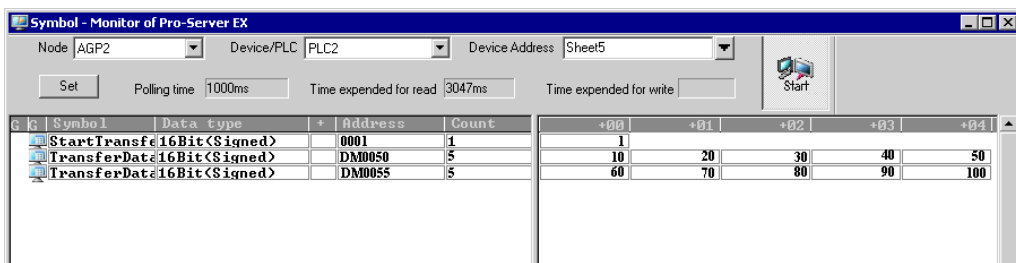 Symbol - Monitor of Pro-Server EX
Node AGP2 Device/PLC PLC2 Device Address Sheet5
Set Polling time 1000ms Time expended for read 3047ms Time expended for write Start
G G Symbol Data type + Address Count +00 +01 +02 +03 +04
StartTransfe 16Bit(Signed) 0001 1 1
TransferData 16Bit(Signed) DM0050 5 10 20 30 40 50
TransferData 16Bit(Signed) DM0055 5 60 70 80 90 100